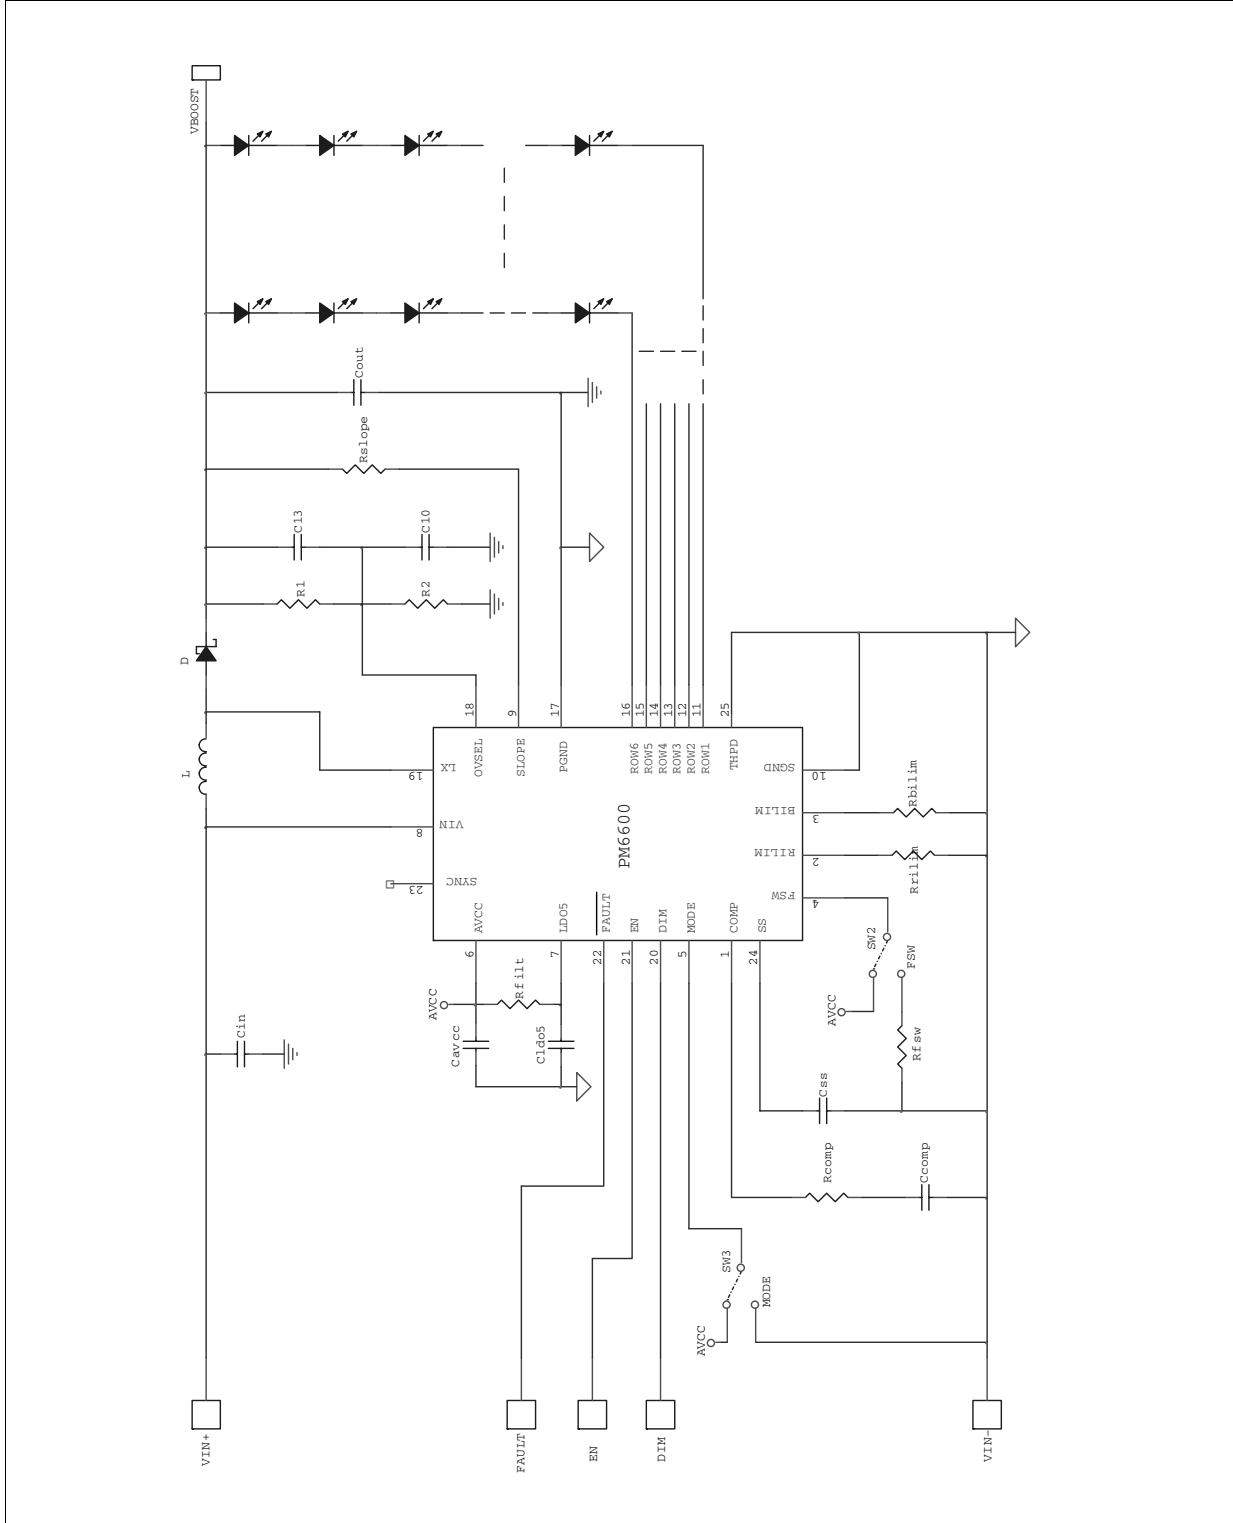 VBOOST
Cout
Rslope
C13
C10
R1
R2
D
L
18
9
17
16
15
14
13
12
11
25
19
LX
OVSEL
SLOPE
PGND
ROW6
ROW5
ROW4
ROW3
ROW2
ROW1
THPD
SGND
10
8
VIN
PM6600
BILIM
3
Rbilim
RILIM
2
Rrilim
23
SYNC
AVCC
LDO5
FAULT
EN
DIM
MODE
COMP
SS
FSW
4
6
7
22
21
20
5
1
24
SW2
FSW
AVCC
Rfilt
AVCC
Cin
Cavcc
Cldo5
Rfsw
Css
Rcomp
Ccomp
SW3
MODE
AVCC
VIN+
FAULT
EN
DIM
VIN-